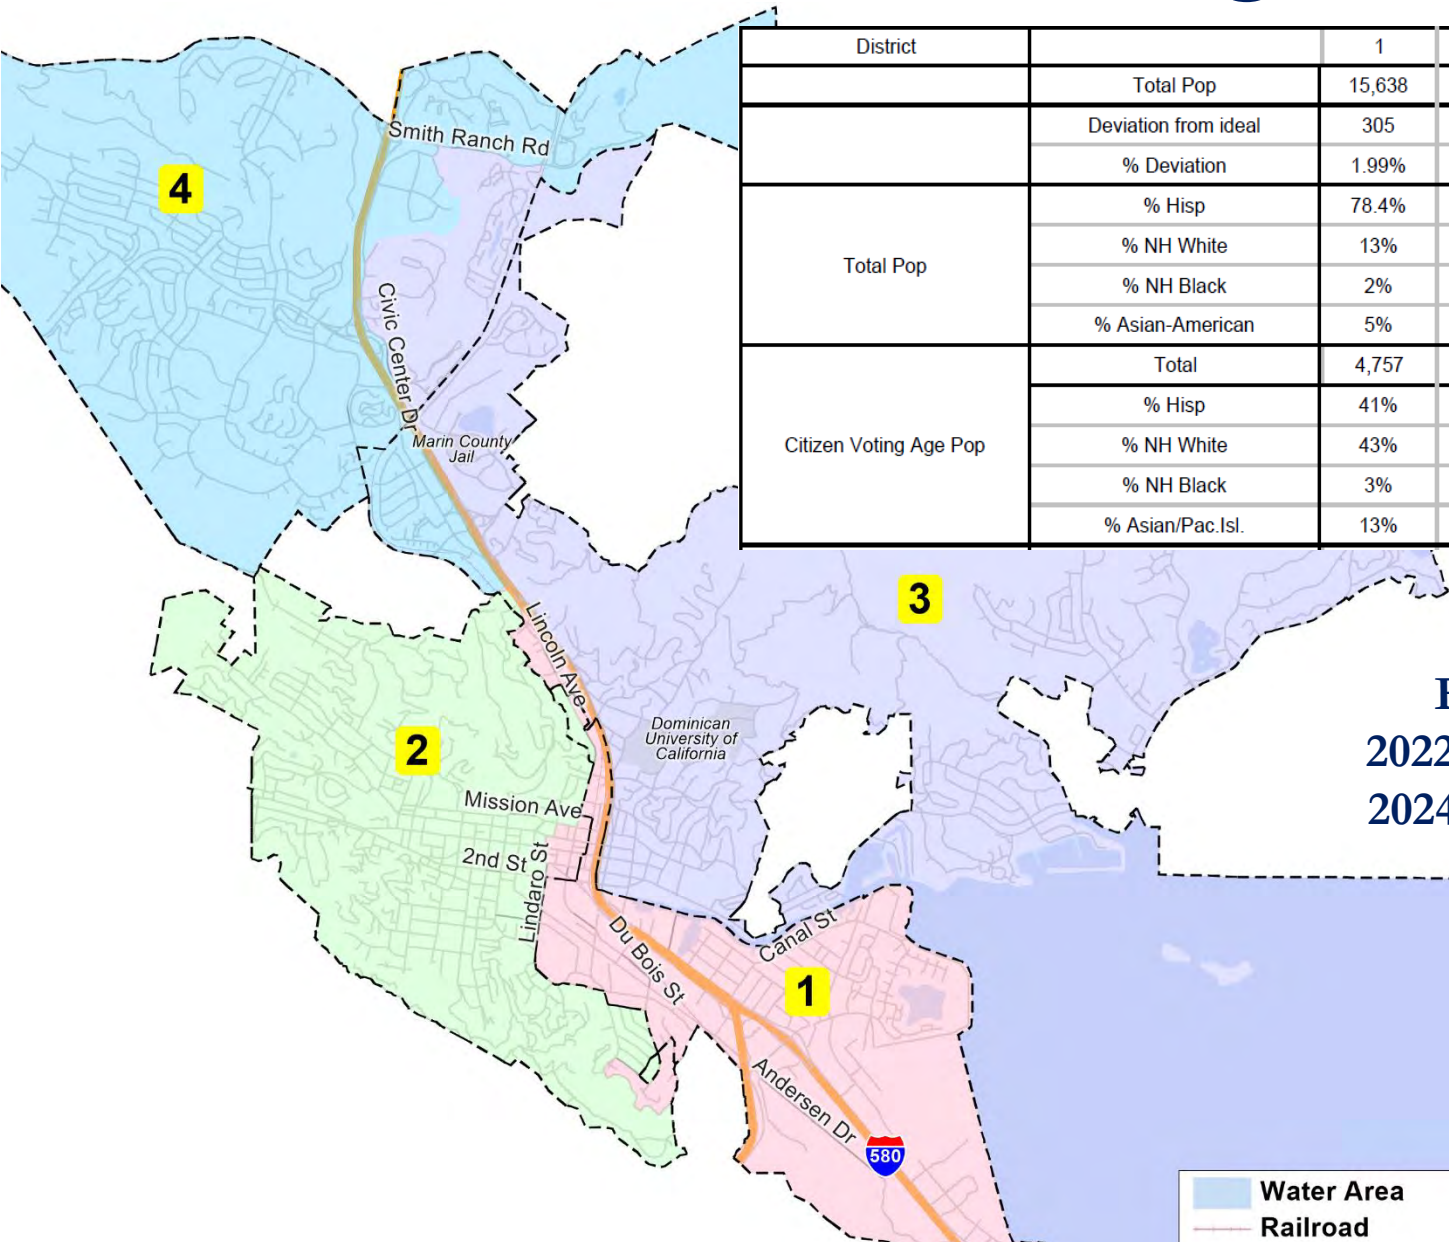 District 1
Total Pop 15,638
Deviation from ideal 305
% Deviation 1.99%
Total Pop
% Hisp 78.4%
% NH White 13%
% NH Black 2%
% Asian-American 5%
Citizen Voting Age Pop
Total 4,757
% Hisp 41%
% NH White 43%
% NH Black 3%
% Asian/Pac.Isl. 13%
Smith Ranch Rd
4
Civic Center Dr
Marin County
Jail
3
Lincoln Ave
2
Dominican
University of
California
2022
2024
Mission Ave
2nd St
Lindaro St
Du Bois St
Canal St
1
Andersen Dr
580
Water Area
Railroad